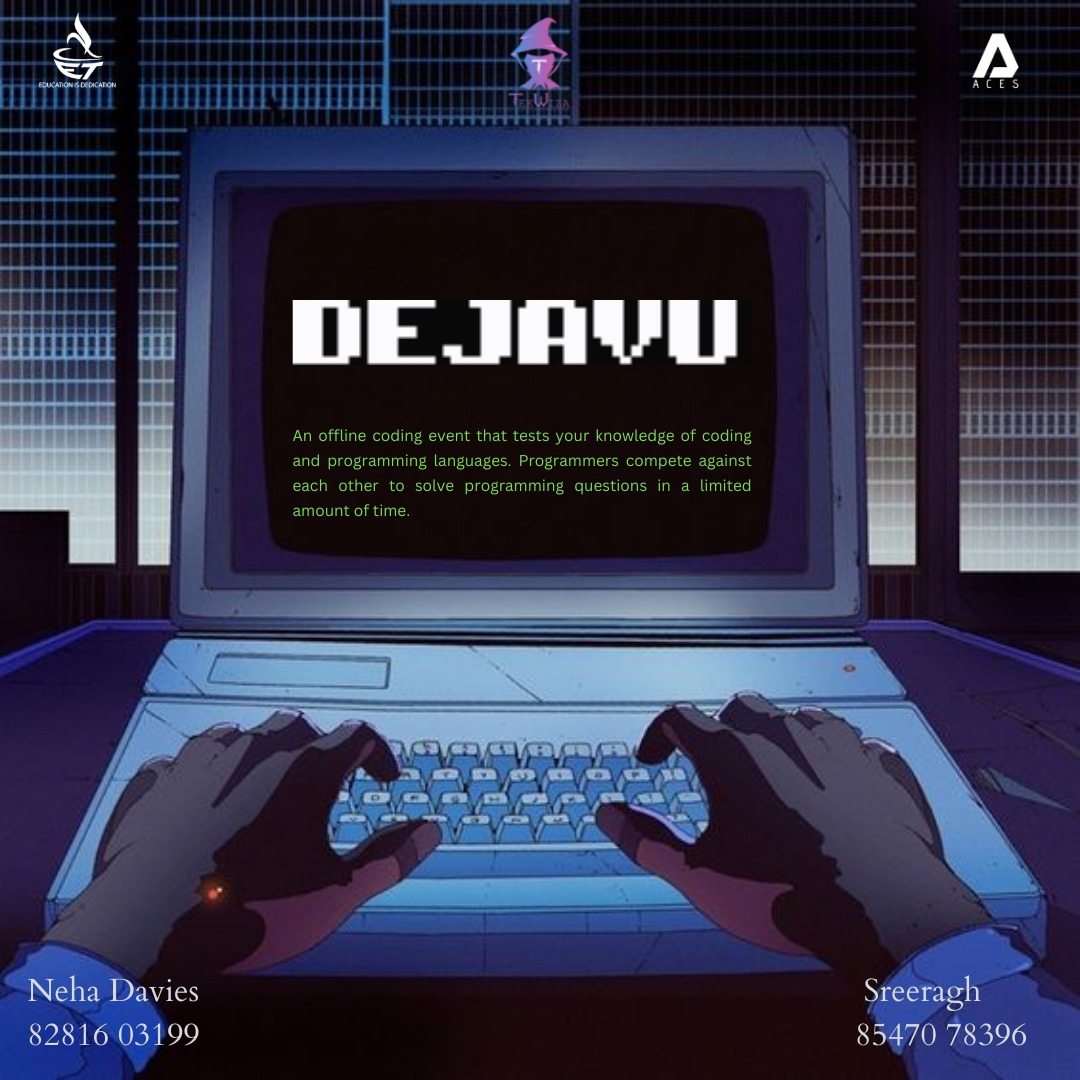 ET
EDUCATION IS DEDICATION
T
TEKWIZA
A
ACES
DEJAVU
An offline coding event that tests your knowledge of coding
and programming languages. Programmers compete against
each other to solve programming questions in a limited
amount of time.
Neha Davies
82816 03199
Sreeragh
85470 78396